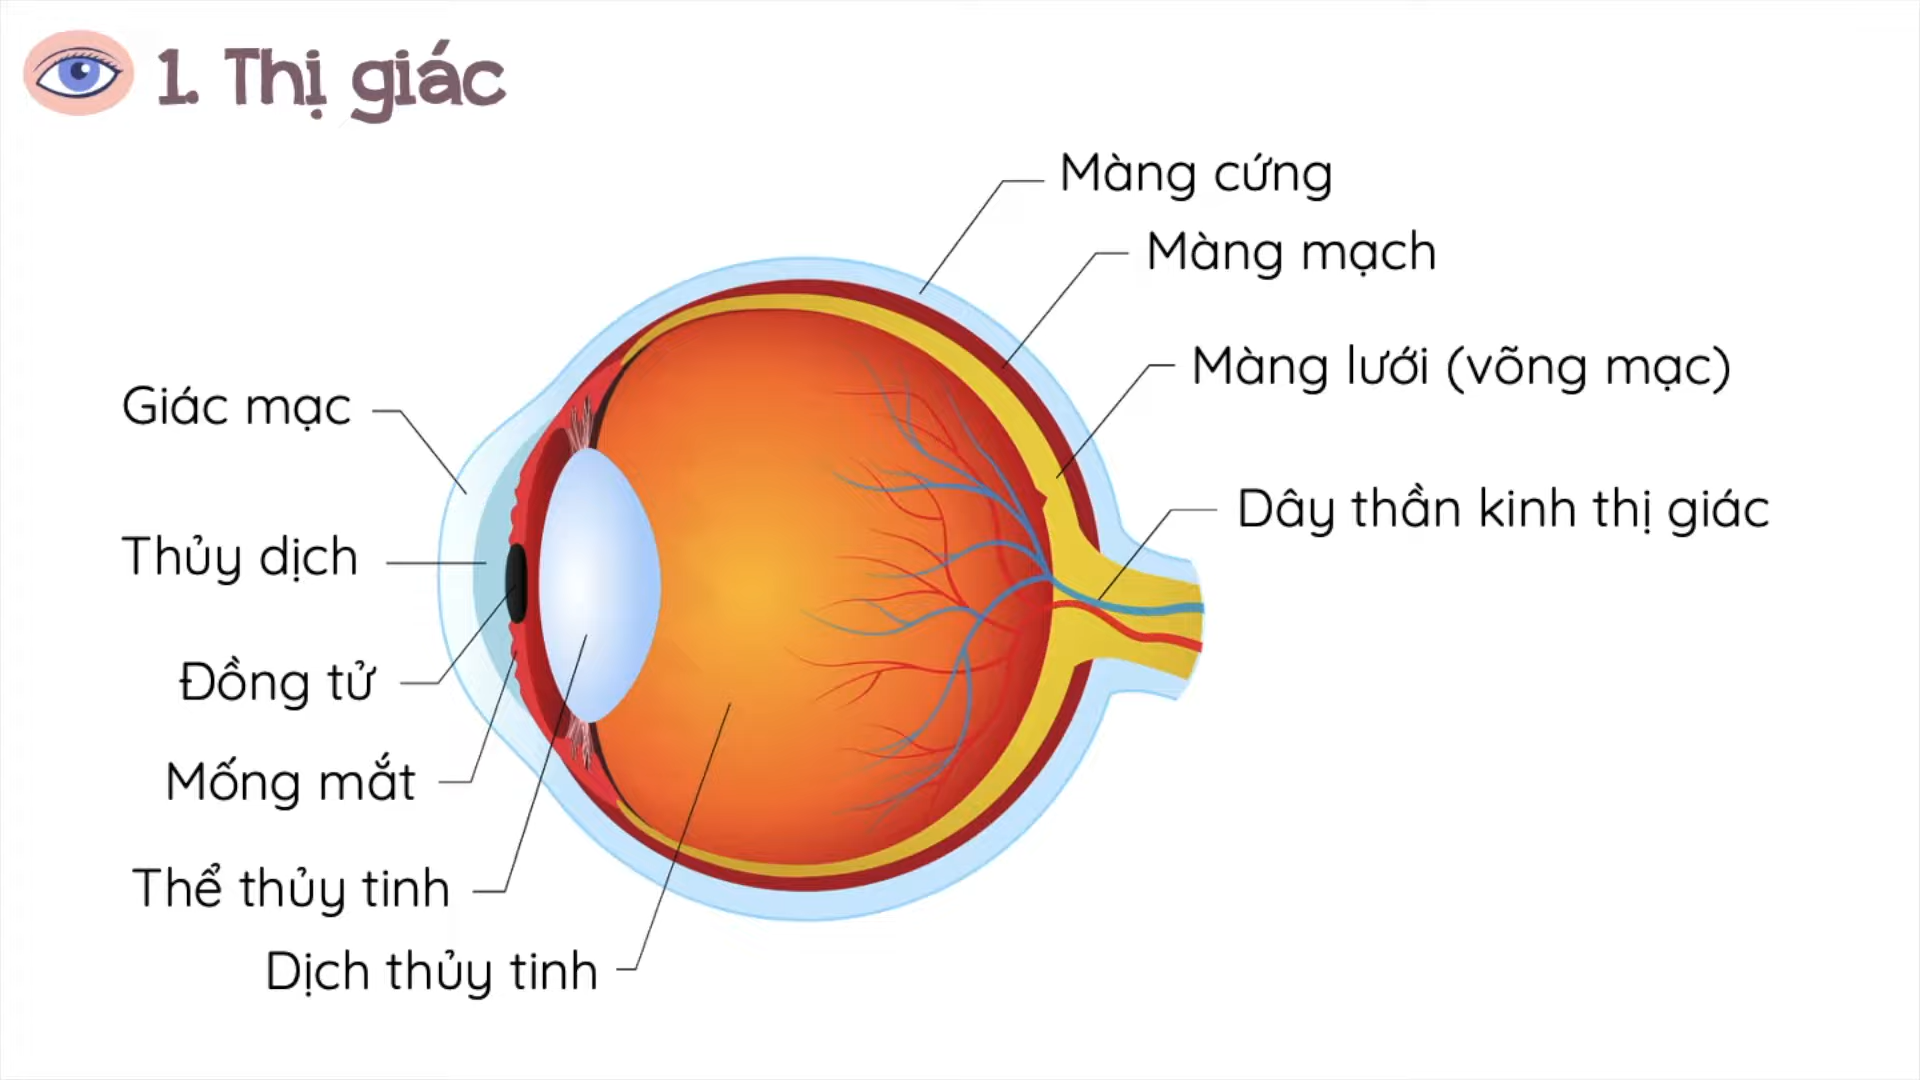 1. Thị giác
Màng cứng
Màng mạch
Màng lưới (võng mạc)
Dây thần kinh thị giác
Giác mạc
Thủy dịch
Đồng tử
Mống mắt
Thể thủy tinh
Dịch thủy tinh